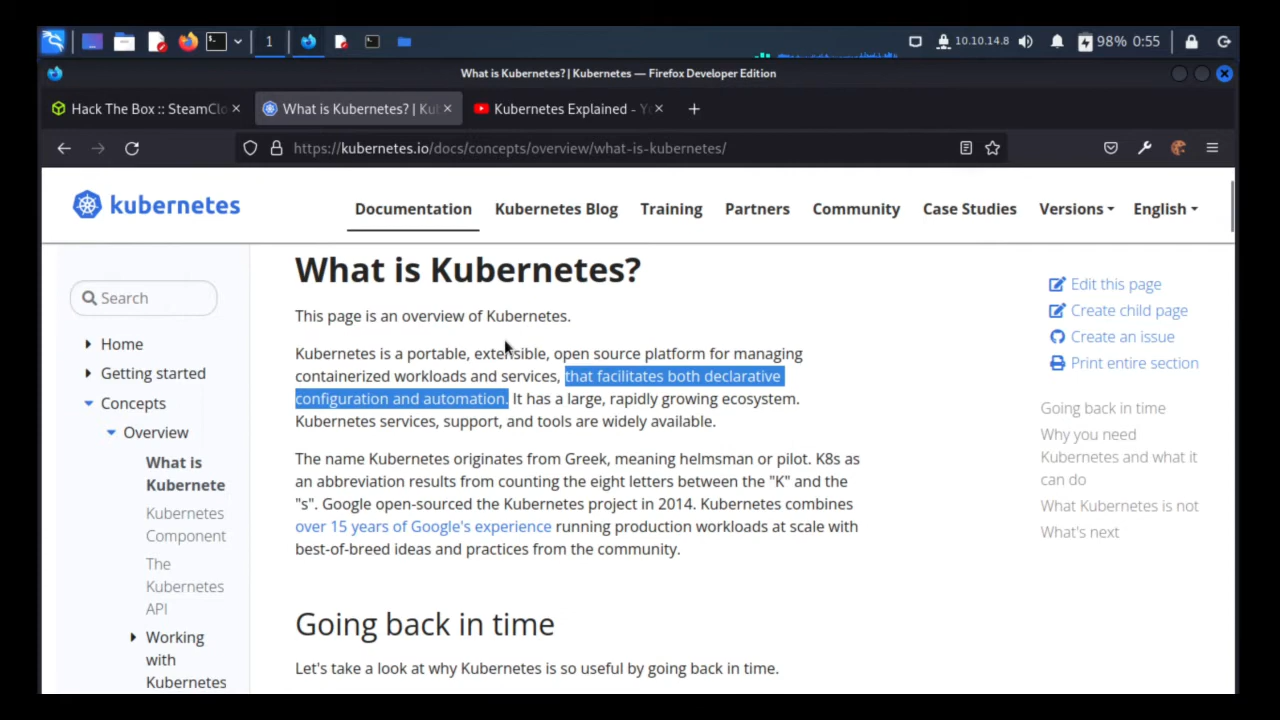 1
10.10.14.8
98% 0:55
What is Kubernetes? | Kubernetes — Firefox Developer Edition
Hack The Box :: SteamClo
What is Kubernetes? | Kub
Kubernetes Explained - Yo
https://kubernetes.io/docs/concepts/overview/what-is-kubernetes/
kubernetes
Documentation
Kubernetes Blog
Training
Partners
Community
Case Studies
Versions
English
Search
Home
Getting started
Concepts
Overview
What is
Kubernete
Kubernetes
Component
The
Kubernetes
API
Working
with
Kubernetes
What is Kubernetes?
This page is an overview of Kubernetes.
Kubernetes is a portable, extensible, open source platform for managing
containerized workloads and services, that facilitates both declarative
configuration and automation. It has a large, rapidly growing ecosystem.
Kubernetes services, support, and tools are widely available.
The name Kubernetes originates from Greek, meaning helmsman or pilot. K8s as
an abbreviation results from counting the eight letters between the "K" and the
"s". Google open-sourced the Kubernetes project in 2014. Kubernetes combines
over 15 years of Google's experience running production workloads at scale with
best-of-breed ideas and practices from the community.
Going back in time
Let's take a look at why Kubernetes is so useful by going back in time.
Edit this page
Create child page
Create an issue
Print entire section
Going back in time
Why you need
Kubernetes and what it
can do
What Kubernetes is not
What's next